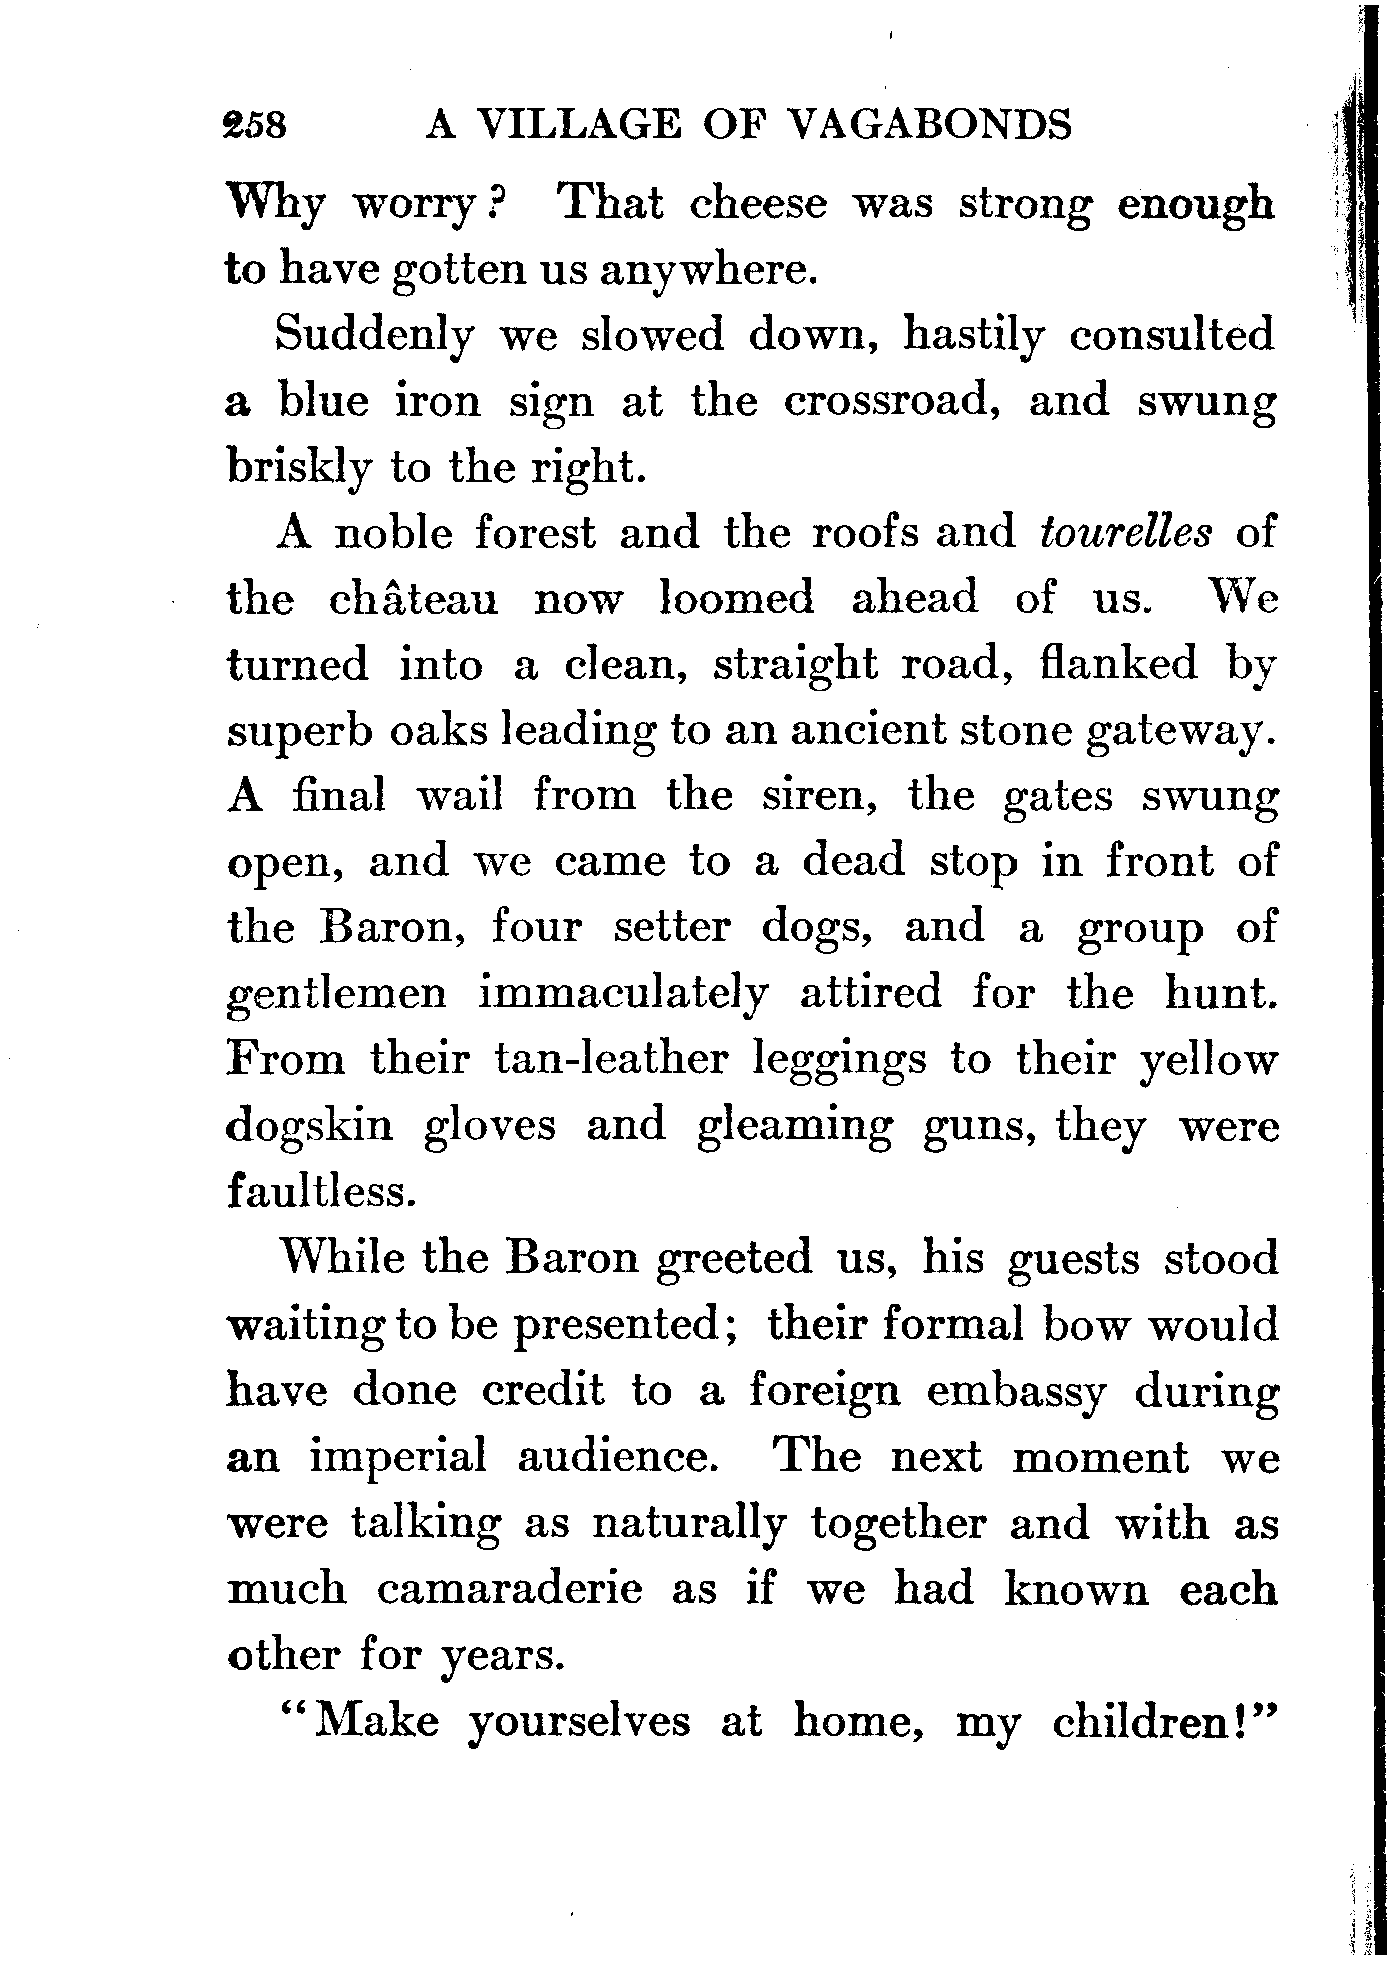 258 A VILLAGE OF VAGABONDS
Why worry? That cheese was strong enough
to have gotten us anywhere.
Suddenly we slowed down, hastily consulted
a blue iron sign at the crossroad, and swung
briskly to the right.
A noble forest and the roofs and tourelles of
the château now loomed ahead of us. We
turned into a clean, straight road, flanked by
superb oaks leading to an ancient stone gateway.
A final wail from the siren, the gates swung
open, and we came to a dead stop in front of
the Baron, four setter dogs, and a group of
gentlemen immaculately attired for the hunt.
From their tan-leather leggings to their yellow
dogskin gloves and gleaming guns, they were
faultless.
While the Baron greeted us, his guests stood
waiting to be presented; their formal bow would
have done credit to a foreign embassy during
an imperial audience. The next moment we
were talking as naturally together and with as
much camaraderie as if we had known each
other for years.
“Make yourselves at home, my children!”